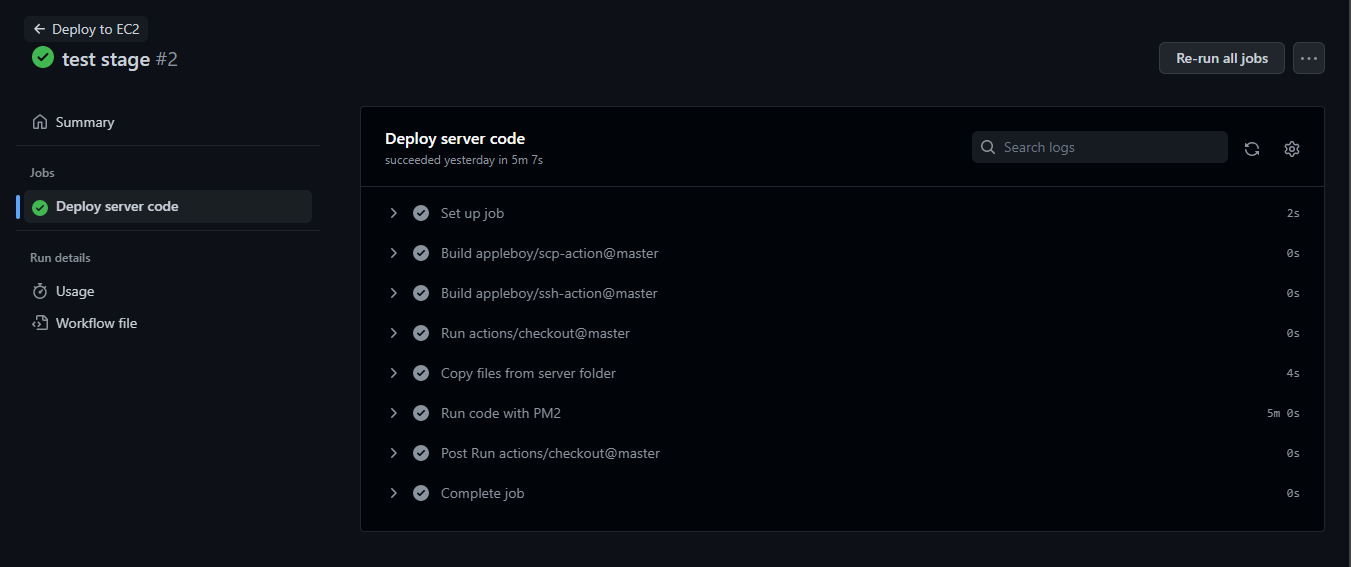 Deploy to EC2
test stage #2
Re-run all jobs
Summary
Jobs
Deploy server code
Run details
Usage
Workflow file
Deploy server code
succeeded yesterday in 5m 7s
Search logs
Set up job 2s
Build appleboy/scp-action@master 0s
Build appleboy/ssh-action@master 0s
Run actions/checkout@master 0s
Copy files from server folder 4s
Run code with PM2 5m 0s
Post Run actions/checkout@master 0s
Complete job 0s